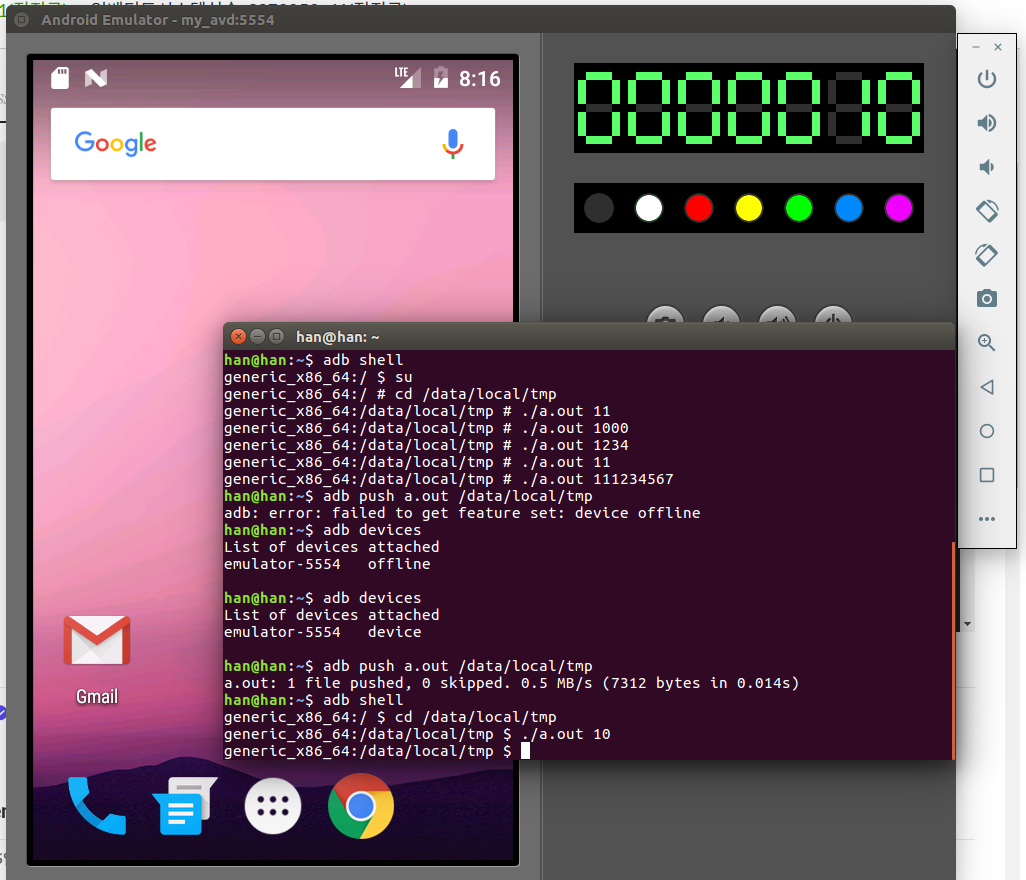 Android Emulator - my_avd:5554
LTE 8:16
Google
0000010
han@han: ~
han@han:~$ adb shell
generic_x86_64:/ $ su
generic_x86_64:/ # cd /data/local/tmp
generic_x86_64:/data/local/tmp # ./a.out 11
generic_x86_64:/data/local/tmp # ./a.out 1000
generic_x86_64:/data/local/tmp # ./a.out 1234
generic_x86_64:/data/local/tmp # ./a.out 11
generic_x86_64:/data/local/tmp # ./a.out 111234567
han@han:~$ adb push a.out /data/local/tmp
adb: error: failed to get feature set: device offline
han@han:~$ adb devices
List of devices attached
emulator-5554   offline
han@han:~$ adb devices
List of devices attached
emulator-5554   device
han@han:~$ adb push a.out /data/local/tmp
a.out: 1 file pushed, 0 skipped. 0.5 MB/s (7312 bytes in 0.014s)
han@han:~$ adb shell
generic_x86_64:/ $ cd /data/local/tmp
generic_x86_64:/data/local/tmp $ ./a.out 10
generic_x86_64:/data/local/tmp $
Gmail